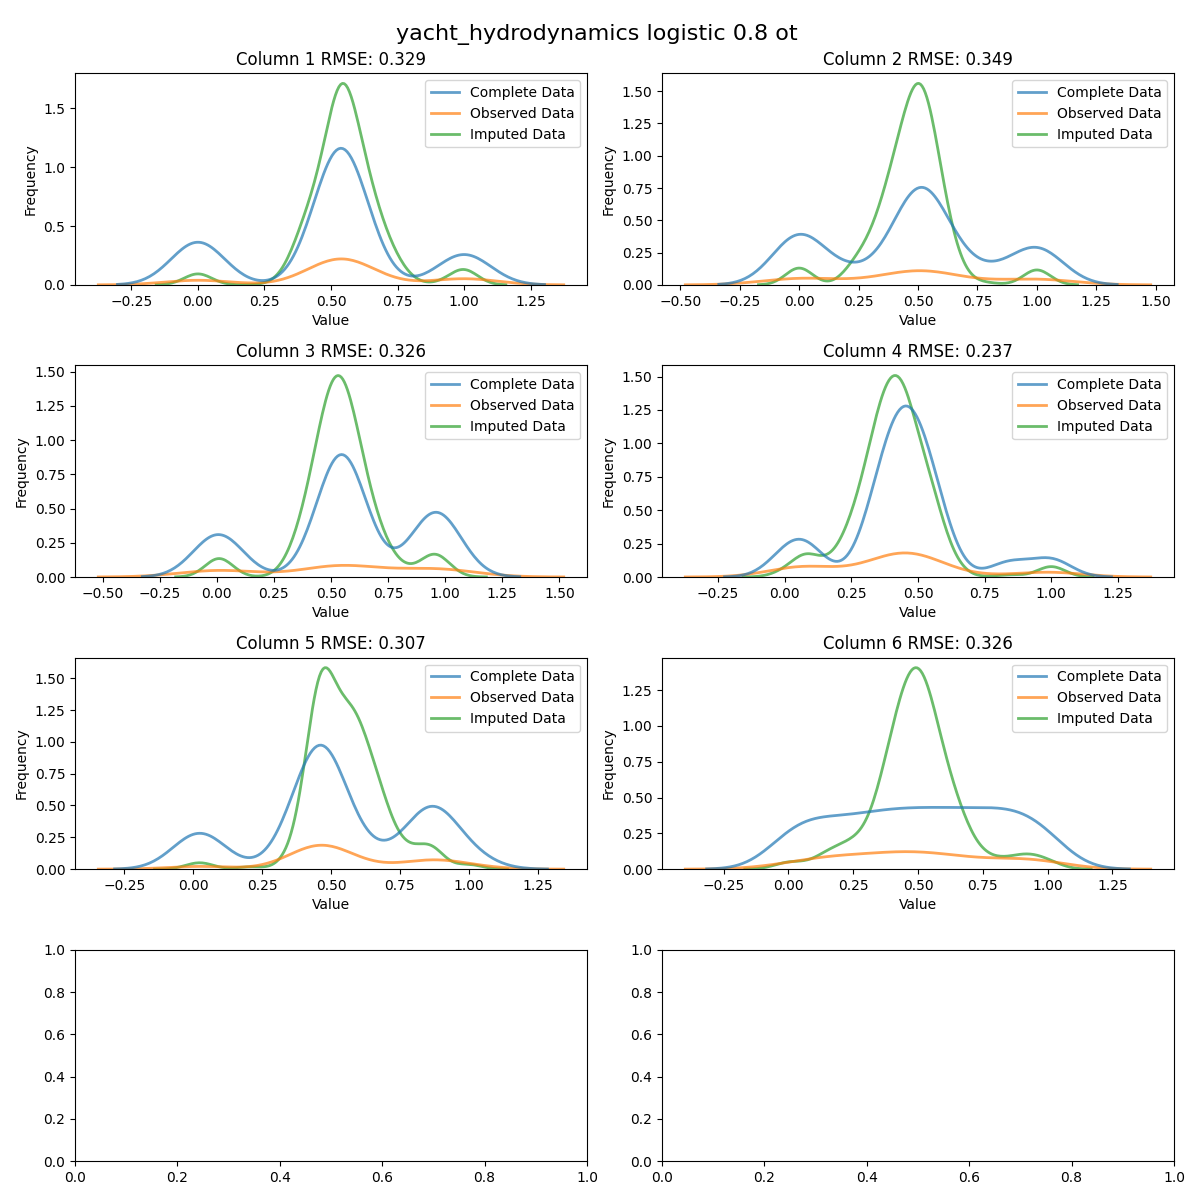 yacht_hydrodynamics logistic 0.8 ot
Column 1 RMSE: 0.329
Complete Data
Observed Data
Imputed Data
Frequency
1.5
1.0
0.5
0.0
−0.25 0.00 0.25 0.50 0.75 1.00 1.25
Value
Column 2 RMSE: 0.349
Complete Data
Observed Data
Imputed Data
Frequency
1.50
1.25
1.00
0.75
0.50
0.25
0.00
−0.50 −0.25 0.00 0.25 0.50 0.75 1.00 1.25 1.50
Value
Column 3 RMSE: 0.326
Complete Data
Observed Data
Imputed Data
Frequency
1.50
1.25
1.00
0.75
0.50
0.25
0.00
−0.50 −0.25 0.00 0.25 0.50 0.75 1.00 1.25 1.50
Value
Column 4 RMSE: 0.237
Complete Data
Observed Data
Imputed Data
Frequency
1.50
1.25
1.00
0.75
0.50
0.25
0.00
−0.25 0.00 0.25 0.50 0.75 1.00 1.25
Value
Column 5 RMSE: 0.307
Complete Data
Observed Data
Imputed Data
Frequency
1.50
1.25
1.00
0.75
0.50
0.25
0.00
−0.25 0.00 0.25 0.50 0.75 1.00 1.25
Value
Column 6 RMSE: 0.326
Complete Data
Observed Data
Imputed Data
Frequency
1.25
1.00
0.75
0.50
0.25
0.00
−0.25 0.00 0.25 0.50 0.75 1.00 1.25
Value
1.0
0.8
0.6
0.4
0.2
0.0
0.0 0.2 0.4 0.6 0.8 1.0
1.0
0.8
0.6
0.4
0.2
0.0
0.0 0.2 0.4 0.6 0.8 1.0